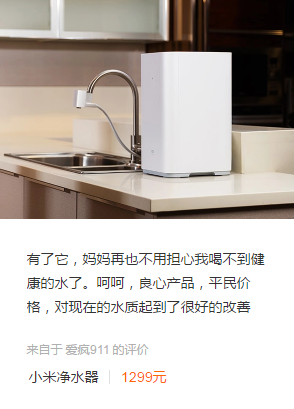 有了它，妈妈再也不用担心我喝不到健
康的水了。呵呵，良心产品，平民价
格，对现在的水质起到了很好的改善
来自于 爱疯911 的评价
小米净水器 | 1299元